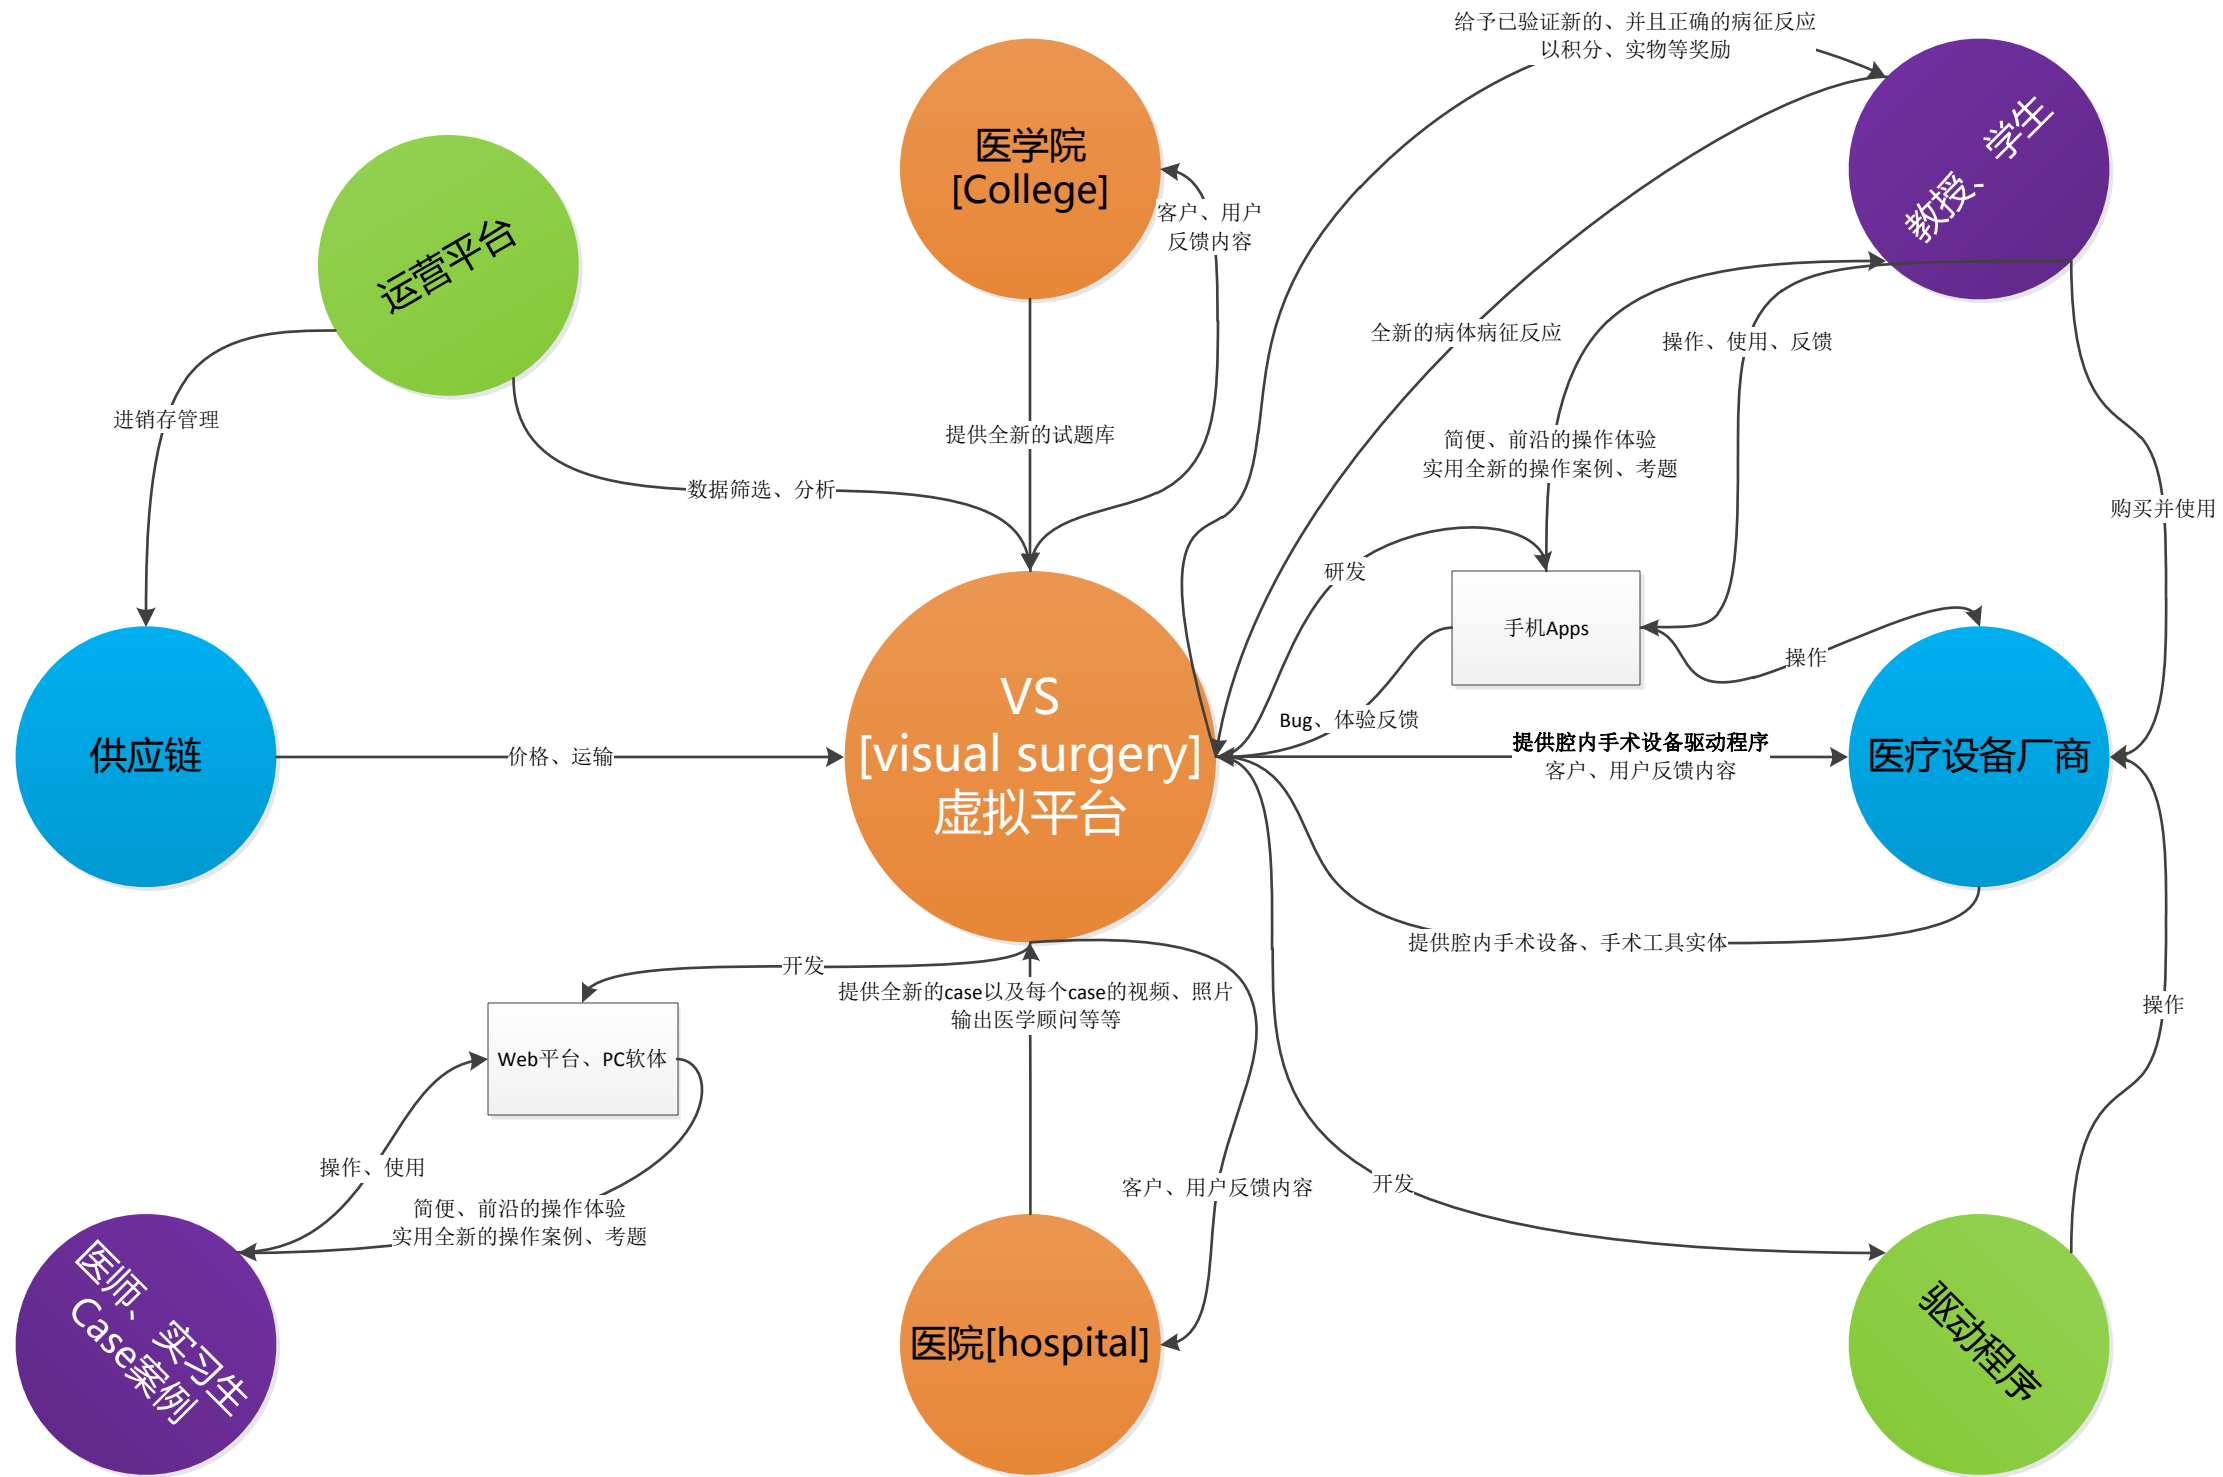 给予已验证新的、并且正确的病征反应
以积分、实物等奖励
医学院
[College]
教授、学生
运营平台
客户、用户
反馈内容
全新的病体病征反应
操作、使用、反馈
进销存管理
提供全新的试题库
简便、前沿的操作体验
实用全新的操作案例、考题
数据筛选、分析
购买并使用
研发
手机Apps
操作
VS
[visual surgery]
虚拟平台
Bug、体验反馈
供应链
价格、运输
提供腔内手术设备驱动程序
客户、用户反馈内容
医疗设备厂商
提供腔内手术设备、手术工具实体
开发
提供全新的case以及每个case的视频、照片
输出医学顾问等等
操作
Web平台、PC软体
操作、使用
客户、用户反馈内容
开发
简便、前沿的操作体验
实用全新的操作案例、考题
医师、实习生
Case案例
医院[hospital]
驱动程序